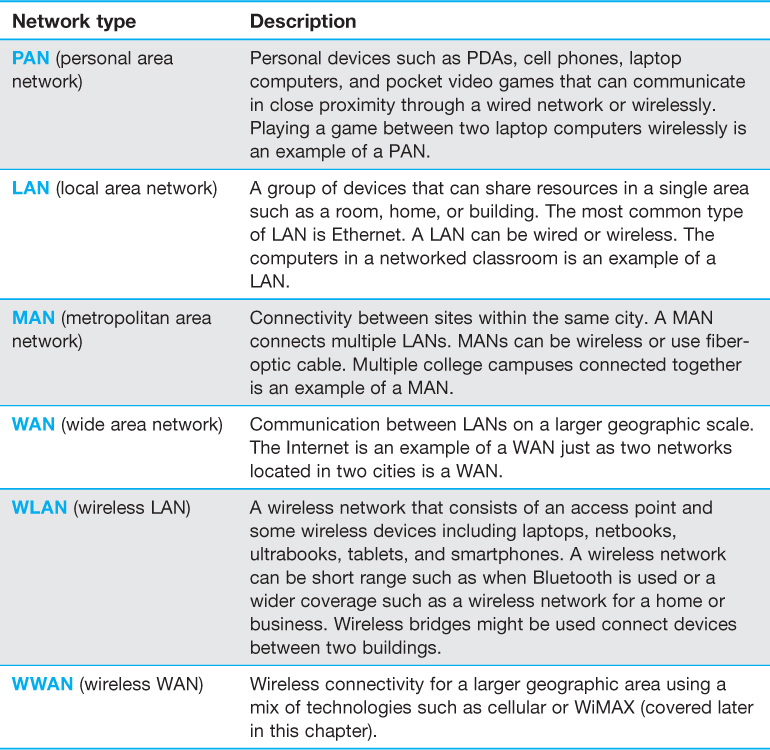 Network type Description
PAN (personal area network) Personal devices such as PDAs, cell phones, laptop
computers, and pocket video games that can communicate
in close proximity through a wired network or wirelessly.
Playing a game between two laptop computers wirelessly is
an example of a PAN.
LAN (local area network) A group of devices that can share resources in a single area
such as a room, home, or building. The most common type
of LAN is Ethernet. A LAN can be wired or wireless. The
computers in a networked classroom is an example of a
LAN.
MAN (metropolitan area network) Connectivity between sites within the same city. A MAN
connects multiple LANs. MANs can be wireless or use fiber-
optic cable. Multiple college campuses connected together
is an example of a MAN.
WAN (wide area network) Communication between LANs on a larger geographic scale.
The Internet is an example of a WAN just as two networks
located in two cities is a WAN.
WLAN (wireless LAN) A wireless network that consists of an access point and
some wireless devices including laptops, netbooks,
ultrabooks, tablets, and smartphones. A wireless network
can be short range such as when Bluetooth is used or a
wider coverage such as a wireless network for a home or
business. Wireless bridges might be used connect devices
between two buildings.
WWAN (wireless WAN) Wireless connectivity for a larger geographic area using a
mix of technologies such as cellular or WiMAX (covered later
in this chapter).